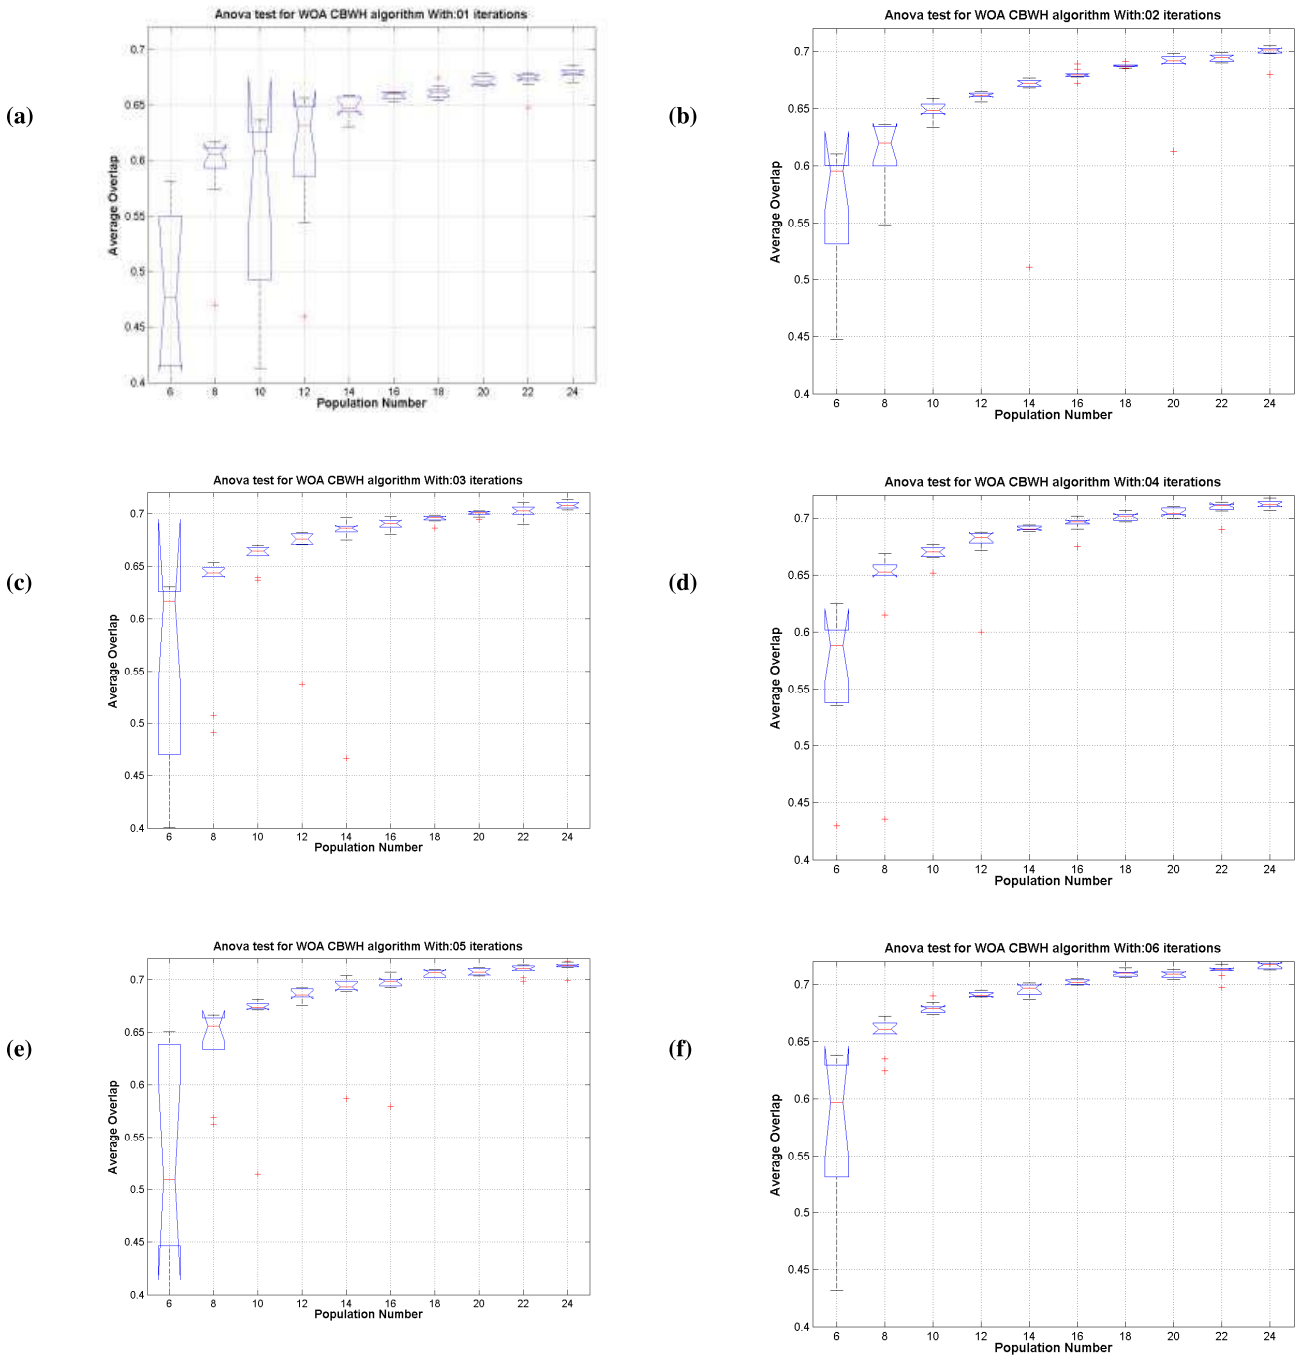 Anova test for WOA CBWH algorithm With:01 iterations
(a)
Average Overlap
0.7
0.65
0.6
0.55
0.5
0.45
0.4
6 8 10 12 14 16 18 20 22 24
Population Number
Anova test for WOA CBWH algorithm With:02 iterations
(b)
Average Overlap
0.7
0.65
0.6
0.55
0.5
0.45
0.4
6 8 10 12 14 16 18 20 22 24
Population Number
Anova test for WOA CBWH algorithm With:03 iterations
(c)
Average Overlap
0.7
0.65
0.6
0.55
0.5
0.45
0.4
6 8 10 12 14 16 18 20 22 24
Population Number
Anova test for WOA CBWH algorithm With:04 iterations
(d)
Average Overlap
0.7
0.65
0.6
0.55
0.5
0.45
0.4
6 8 10 12 14 16 18 20 22 24
Population Number
Anova test for WOA CBWH algorithm With:05 iterations
(e)
Average Overlap
0.7
0.65
0.6
0.55
0.5
0.45
0.4
6 8 10 12 14 16 18 20 22 24
Population Number
Anova test for WOA CBWH algorithm With:06 iterations
(f)
Average Overlap
0.7
0.65
0.6
0.55
0.5
0.45
0.4
6 8 10 12 14 16 18 20 22 24
Population Number